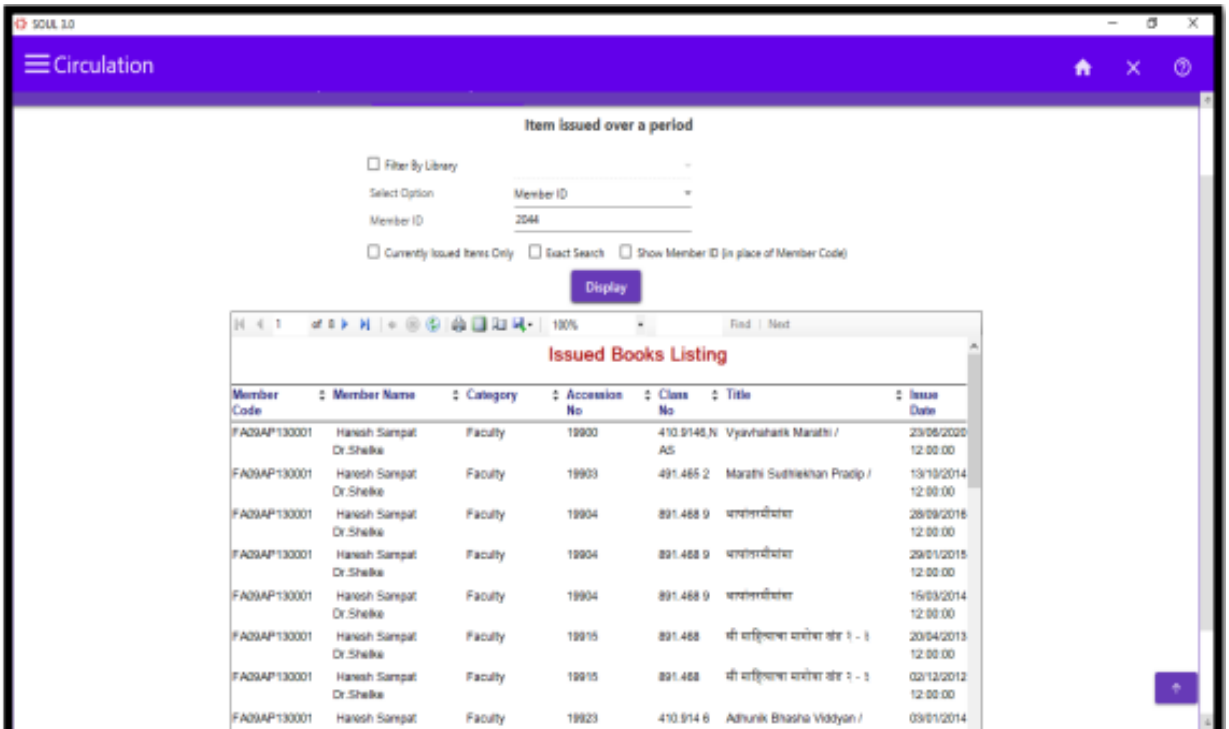 SOUL 3.0
Circulation
Item issued over a period
Filter By Library
Select Option Member ID
Member ID 2044
Currently Issued Items Only Exact Search Show Member ID (in place of Member Code)
Display
1 of 8 100% Find | Next
Issued Books Listing
Member Code Member Name Category Accession No Class No Title Issue Date
FA09AP130001 Haresh Sampat Faculty 19900 410.9146,N Vyavhaharik Marathi / 23/06/2020
Dr.Shelke AS 12:00:00
FA09AP130001 Haresh Sampat Faculty 19903 491.465 2 Marathi Sudhlekhan Pradip / 13/10/2014
Dr.Shelke 12:00:00
FA09AP130001 Haresh Sampat Faculty 19904 891.468 9 28/09/2016
Dr.Shelke 12:00:00
FA09AP130001 Haresh Sampat Faculty 19904 891.468 9 29/01/2015
Dr.Shelke 12:00:00
FA09AP130001 Haresh Sampat Faculty 19904 891.468 9 15/03/2014
Dr.Shelke 12:00:00
FA09AP130001 Haresh Sampat Faculty 19915 891.468 20/04/2013
Dr.Shelke 12:00:00
FA09AP130001 Haresh Sampat Faculty 19915 891.468 02/12/2012
Dr.Shelke 12:00:00
FA09AP130001 Haresh Sampat Faculty 19923 410.914 6 Adhunik Bhasha Viddyan / 03/01/2014